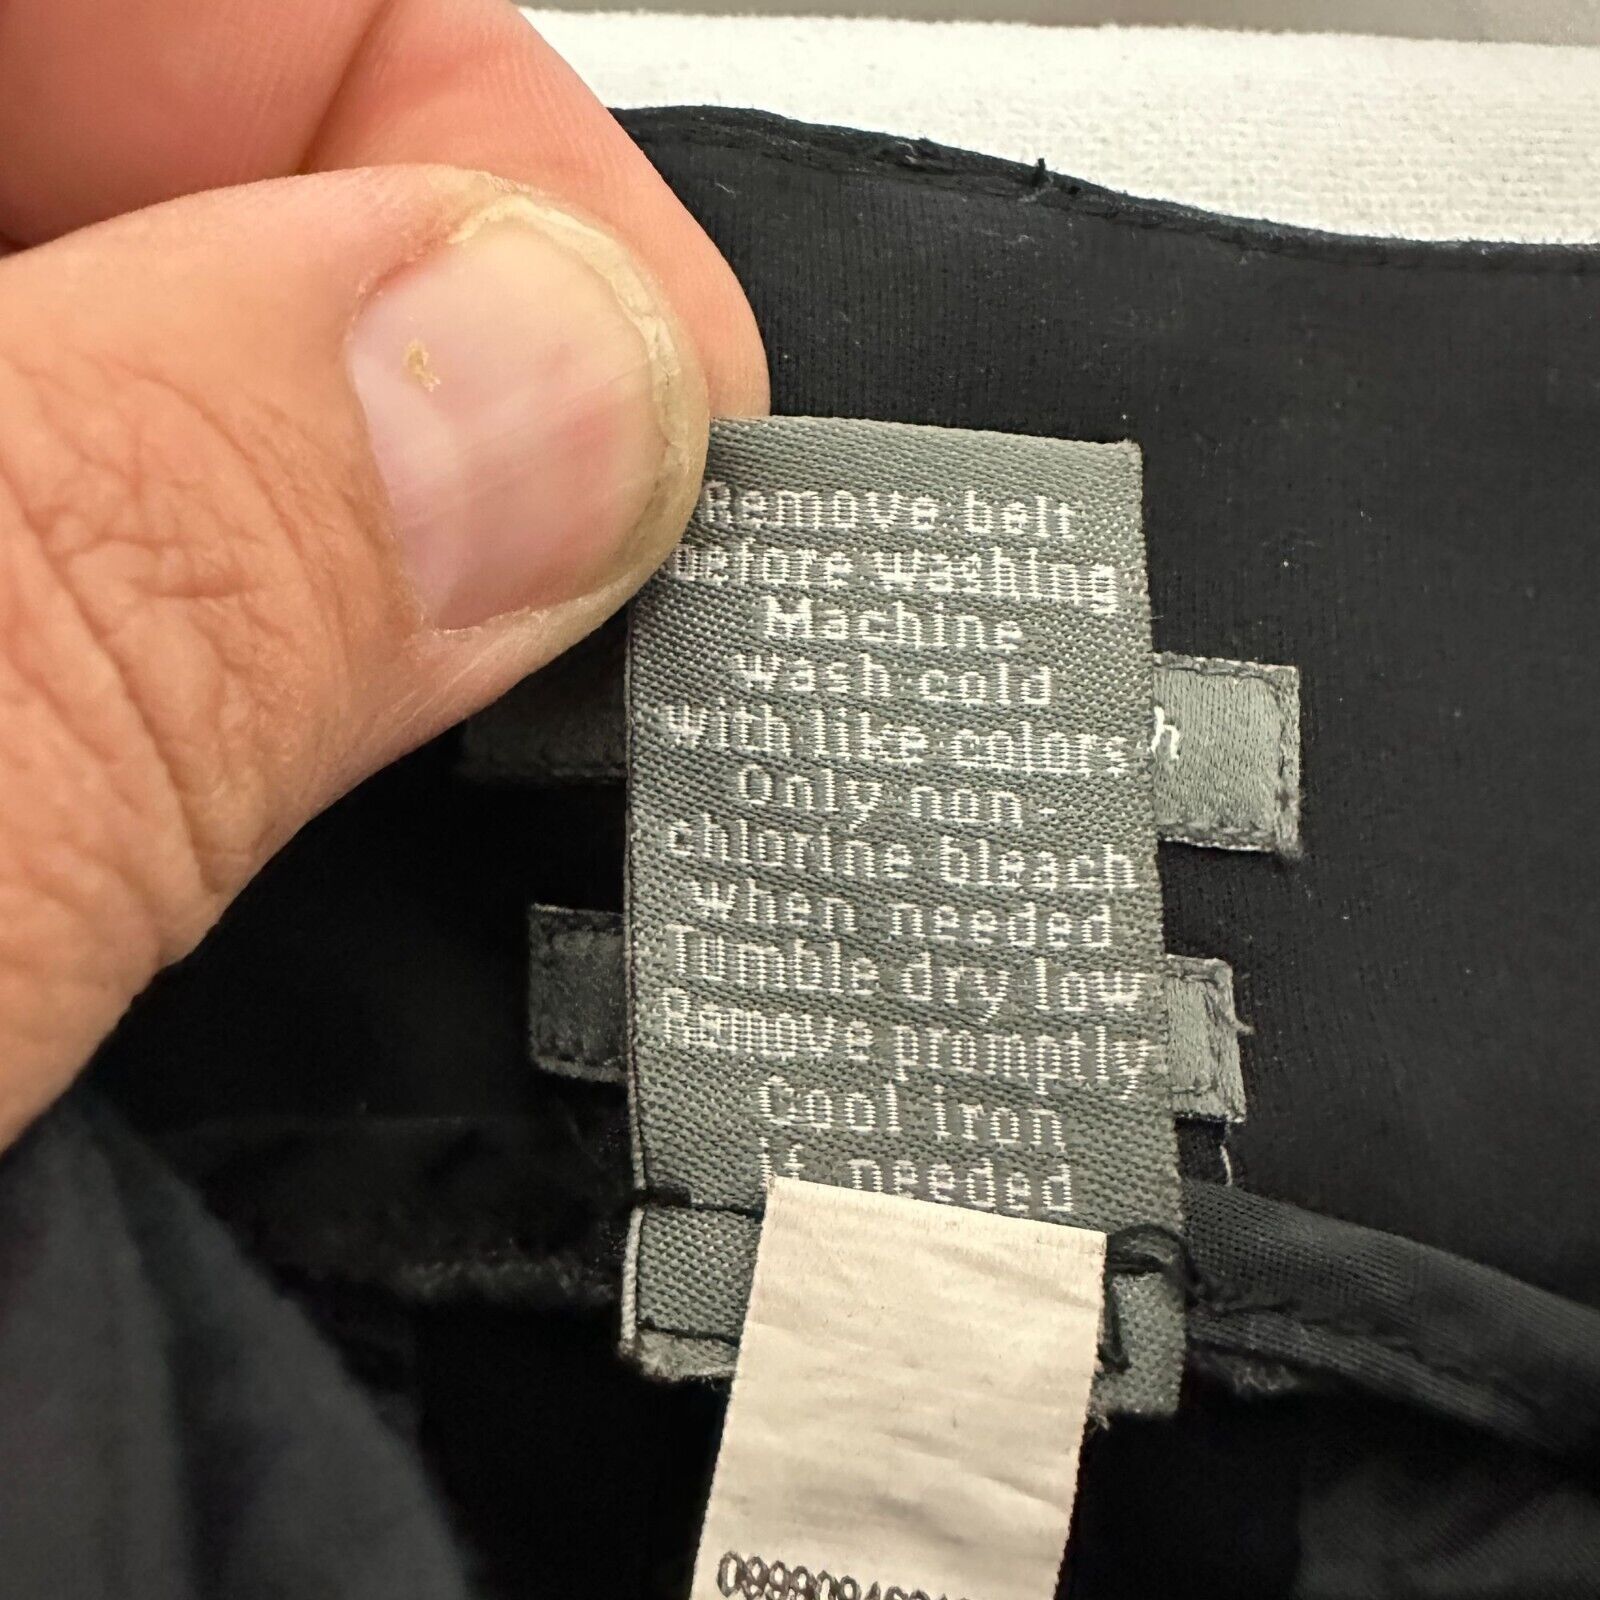 Remove belt
before washing
Machine
wash cold
with like colors
h
Only non-
chlorine bleach
when needed
Tumble dry low
Remove promptly
Cool iron
if needed